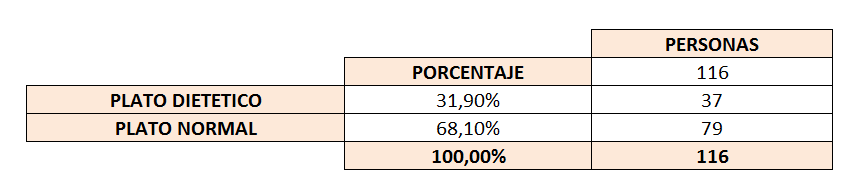 PERSONAS
PORCENTAJE 116
PLATO DIETETICO 31,90% 37
PLATO NORMAL 68,10% 79
100,00% 116